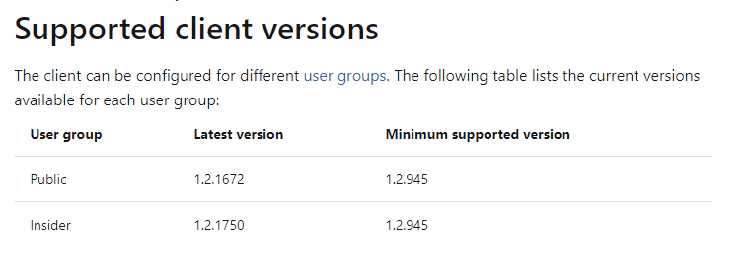 Supported client versions
The client can be configured for different user groups. The following table lists the current versions
available for each user group:
User group Latest version Minimum supported version
Public 1.2.1672 1.2.945
Insider 1.2.1750 1.2.945